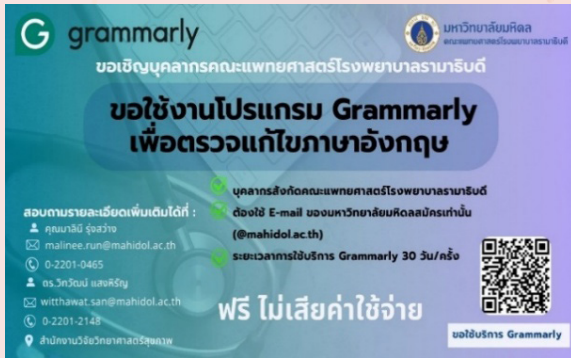 G grammarly
มหาวิทยาลัยมหิดล
คณะแพทยศาสตร์โรงพยาบาลรามาธิบดี
ขอเชิญบุคลากรคณะแพทยศาสตร์โรงพยาบาลรามาธิบดี
ขอใช้งานโปรแกรม Grammarly
เพื่อตรวจแก้ไขภาษาอังกฤษ
บุคลากรสังกัดคณะแพทยศาสตร์โรงพยาบาลรามาธิบดี
ต้องใช้ E-mail ของมหาวิทยาลัยมหิดลสมัครเท่านั้น
(@mahidol.ac.th)
ระยะเวลาการใช้บริการ Grammarly 30 วัน/ครั้ง
สอบถามรายละเอียดเพิ่มเติมได้ที่ :
คุณมาลินี รุ่งสว่าง
malinee.run@mahidol.ac.th
0-2201-0465
ดร.วิทวัฒน์ แสงหิรัญ
witthawat.san@mahidol.ac.th
0-2201-2148
สำนักงานวิจัยวิทยาศาสตร์สุขภาพ
ฟรี ไม่เสียค่าใช้จ่าย
ขอใช้บริการ Grammarly